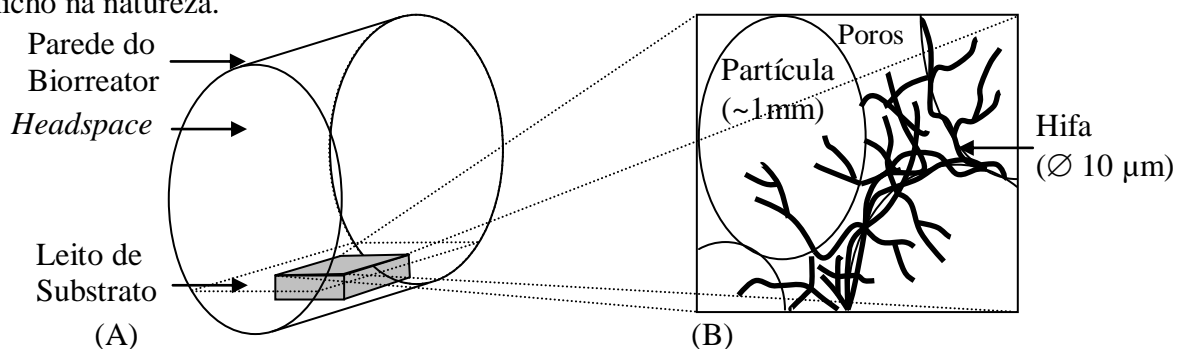 nicho na natureza.
Parede do
Biorreator
Headspace
Leito de
Substrato
(A)
Poros
Partícula
(~1mm)
Hifa
(∅ 10 µm)
(B)